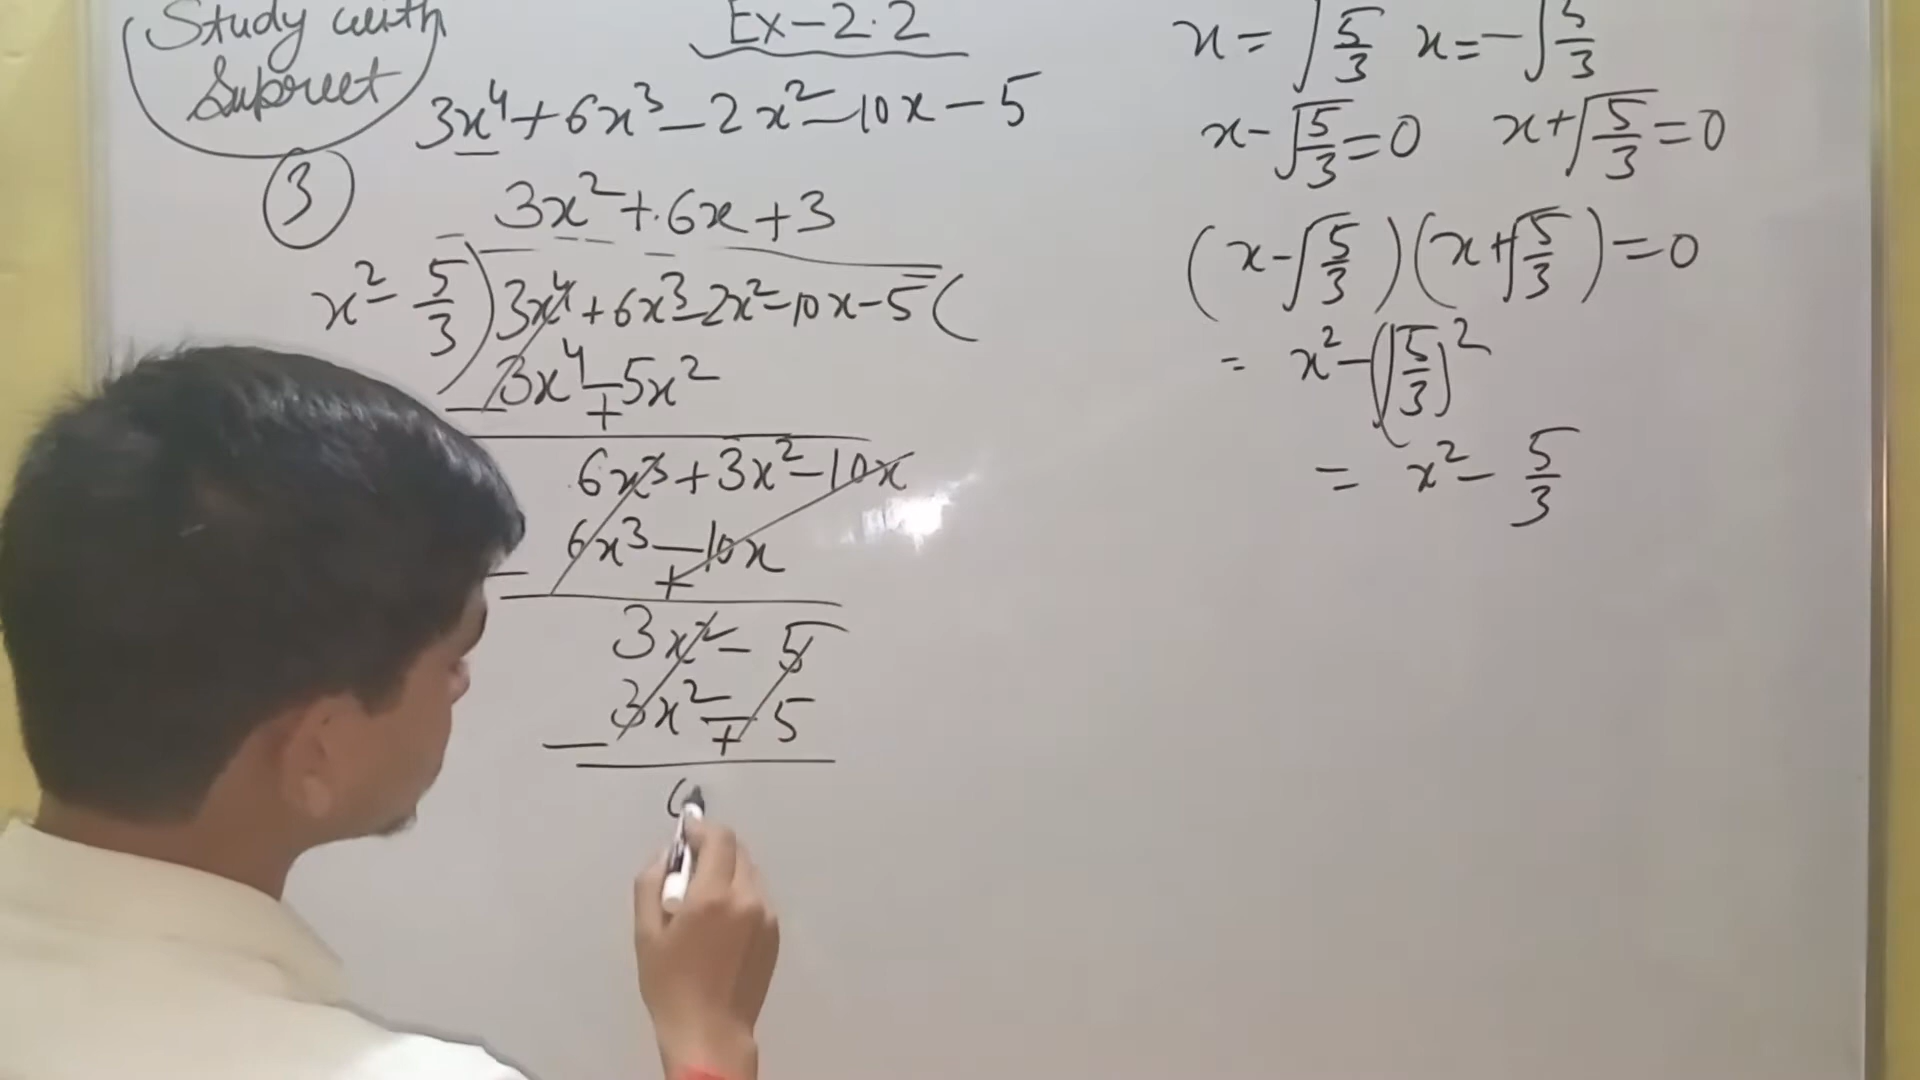 Study with
Supreet
Ex-2.2
3x⁴+6x³-2x²-10x-5
③
3x²+6x+3
x²-5/3)3x⁴+6x³-2x²-10x-5(
3x⁴-5x²
- +
6x³+3x²-10x
6x³-10x
- +
3x²-5
3x²-5
- +
x=√5/3 x=-√5/3
x-√5/3=0 x+√5/3=0
(x-√5/3)(x+√5/3)=0
= x²-(√5/3)²
= x²-5/3